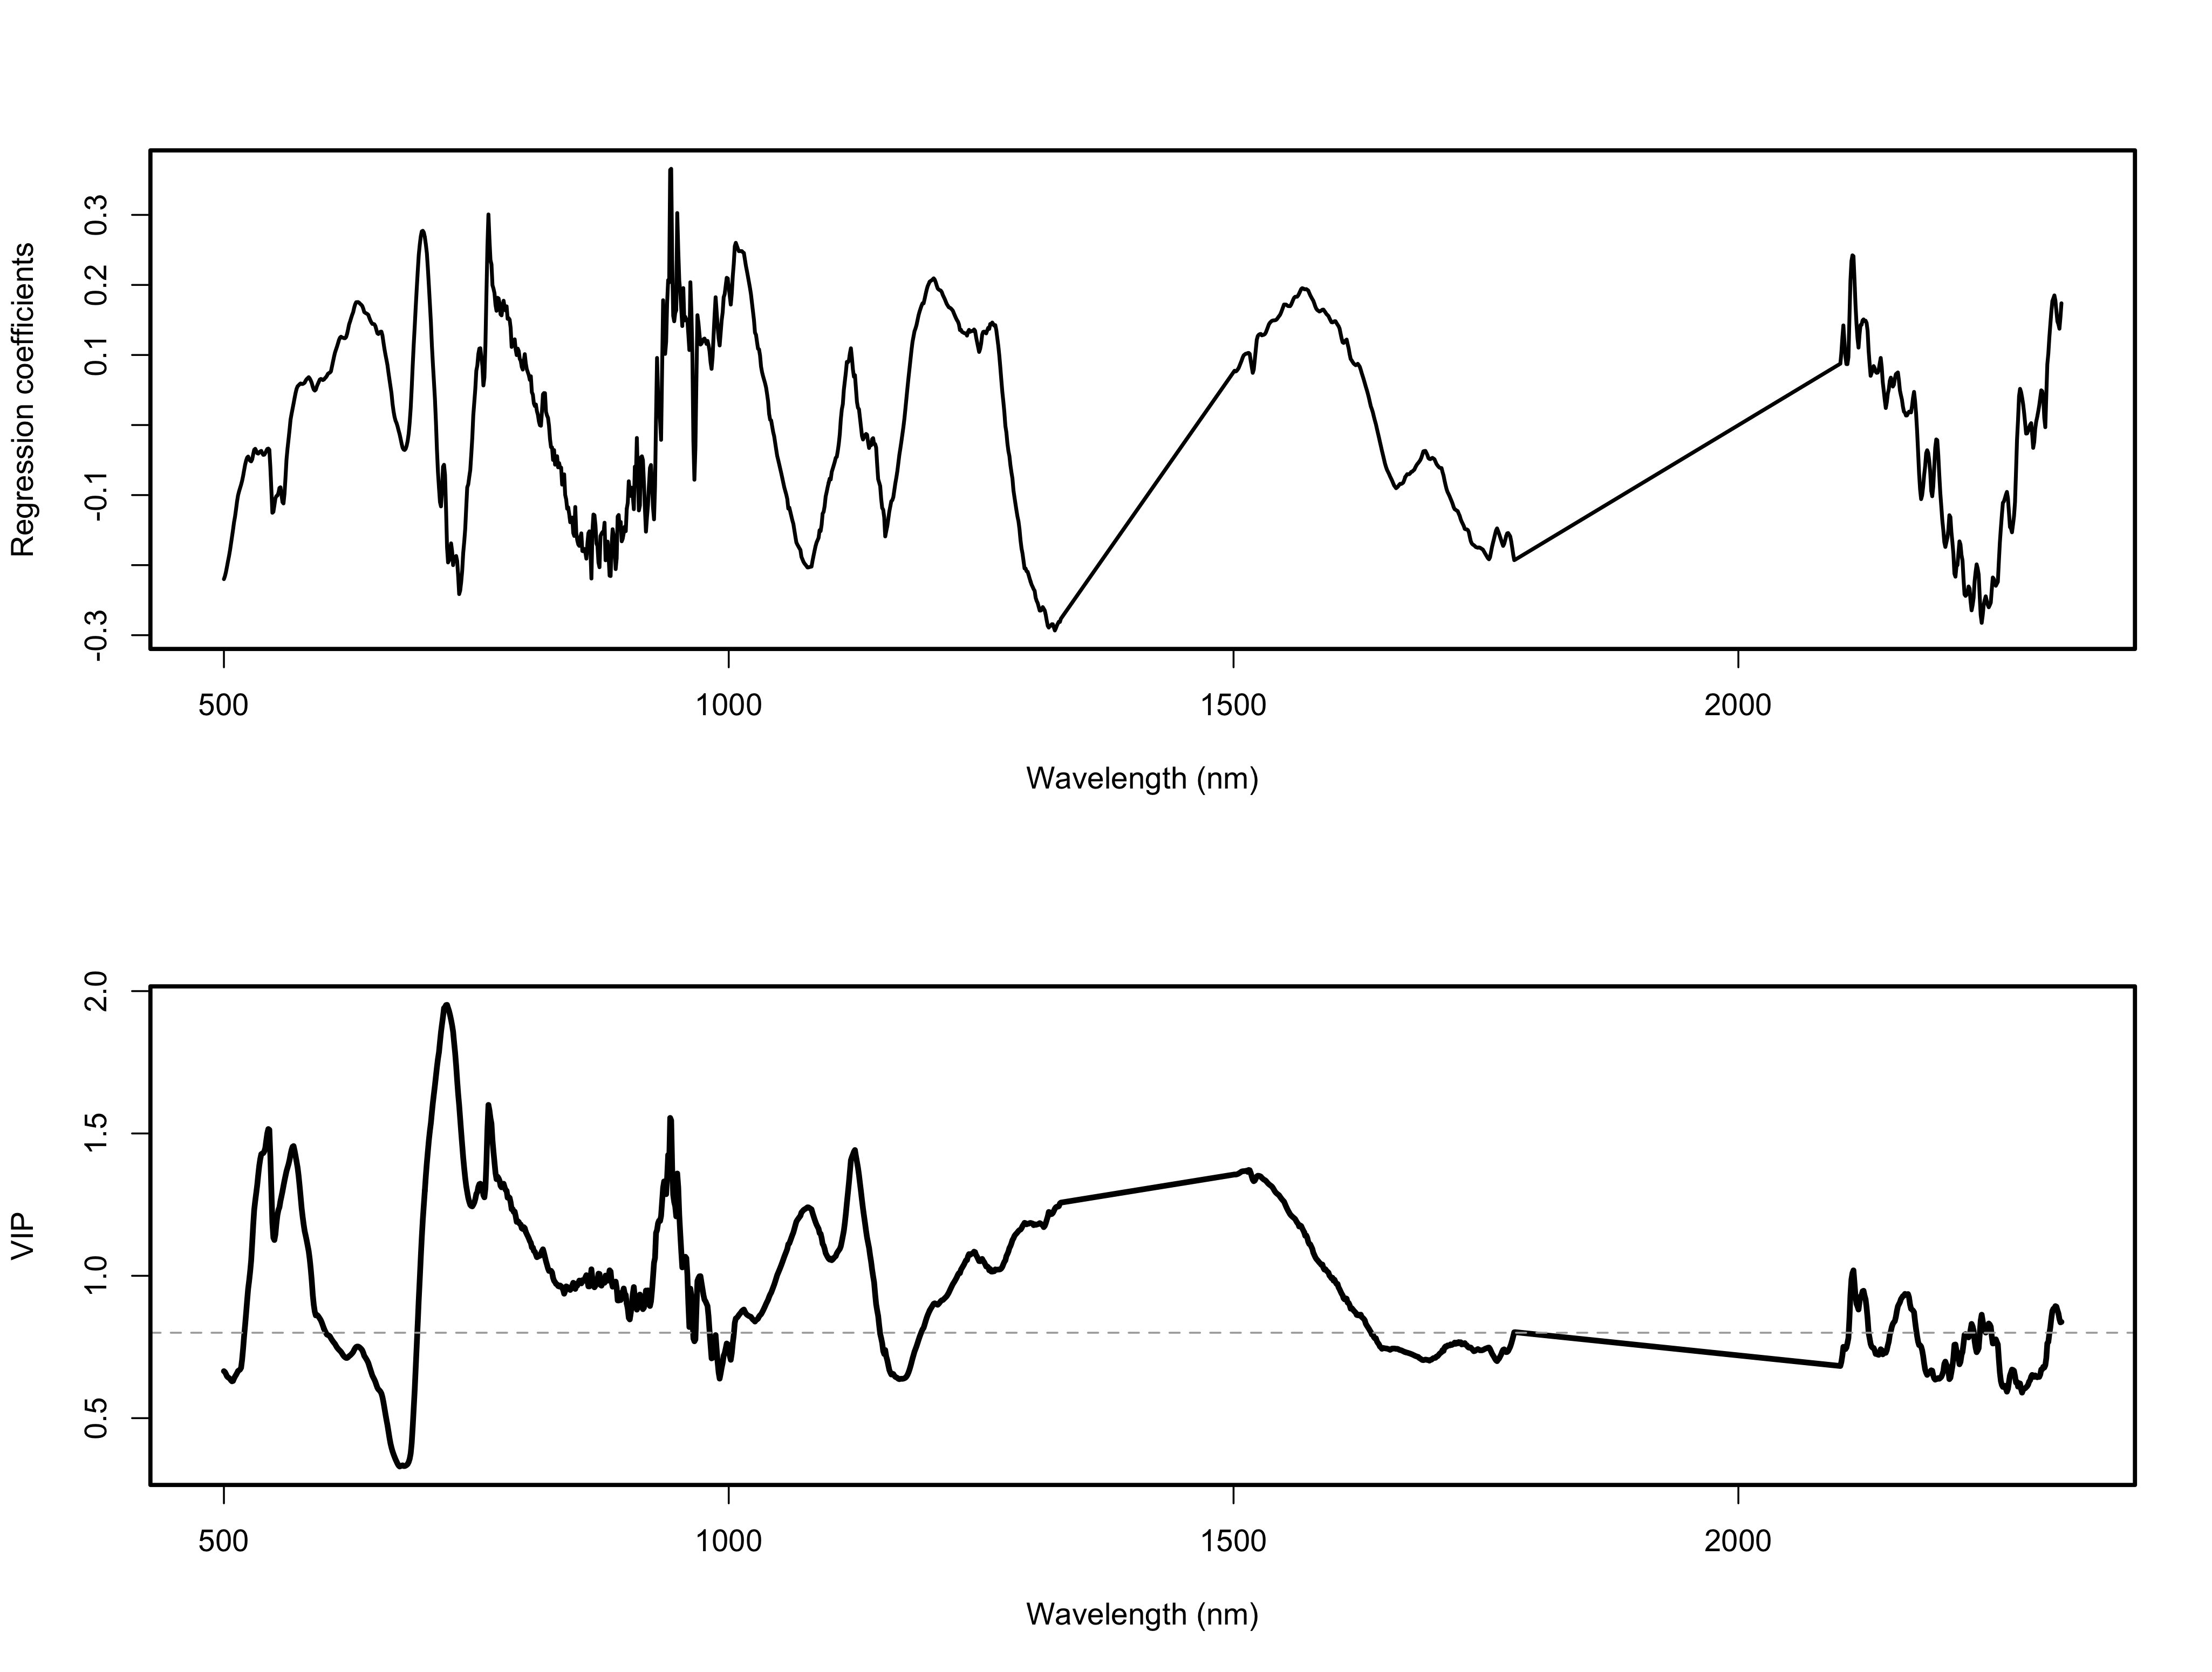 Regression coefficients
0.3
0.2
0.1
-0.1
-0.3
500 1000 1500 2000
Wavelength (nm)
VIP
2.0
1.5
1.0
0.5
500 1000 1500 2000
Wavelength (nm)